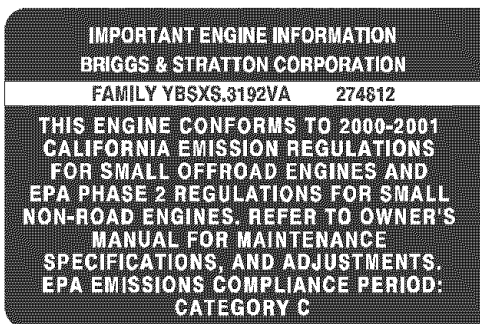 IMPORTANT ENGINE INFORMATION
BRIGGS & STRATTON CORPORATION
FAMILY YBSXS.3192VA 274812
THIS ENGINE CONFORMS TO 2000-2001
CALIFORNIA EMISSION REGULATIONS
FOR SMALL OFFROAD ENGINES AND
EPA PHASE 2 REGULATIONS FOR SMALL
NON-ROAD ENGINES. REFER TO OWNER'S
MANUAL FOR MAINTENANCE
SPECIFICATIONS, AND ADJUSTMENTS.
EPA EMISSIONS COMPLIANCE PERIOD:
CATEGORY C